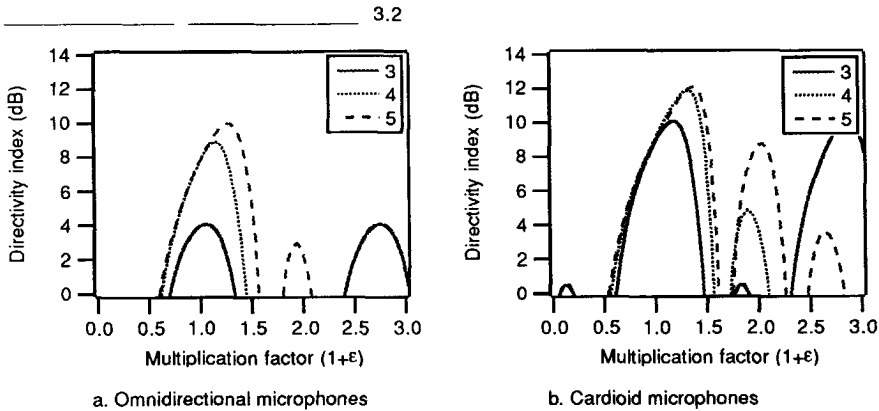 3.2
14
12
10
8
6
4
2
0
Directivity index (dB)
3
4
5
0.0 0.5 1.0 1.5 2.0 2.5 3.0
Multiplication factor (1+ε)
a. Omnidirectional microphones
14
12
10
8
6
4
2
0
Directivity index (dB)
3
4
5
0.0 0.5 1.0 1.5 2.0 2.5 3.0
Multiplication factor (1+ε)
b. Cardioid microphones